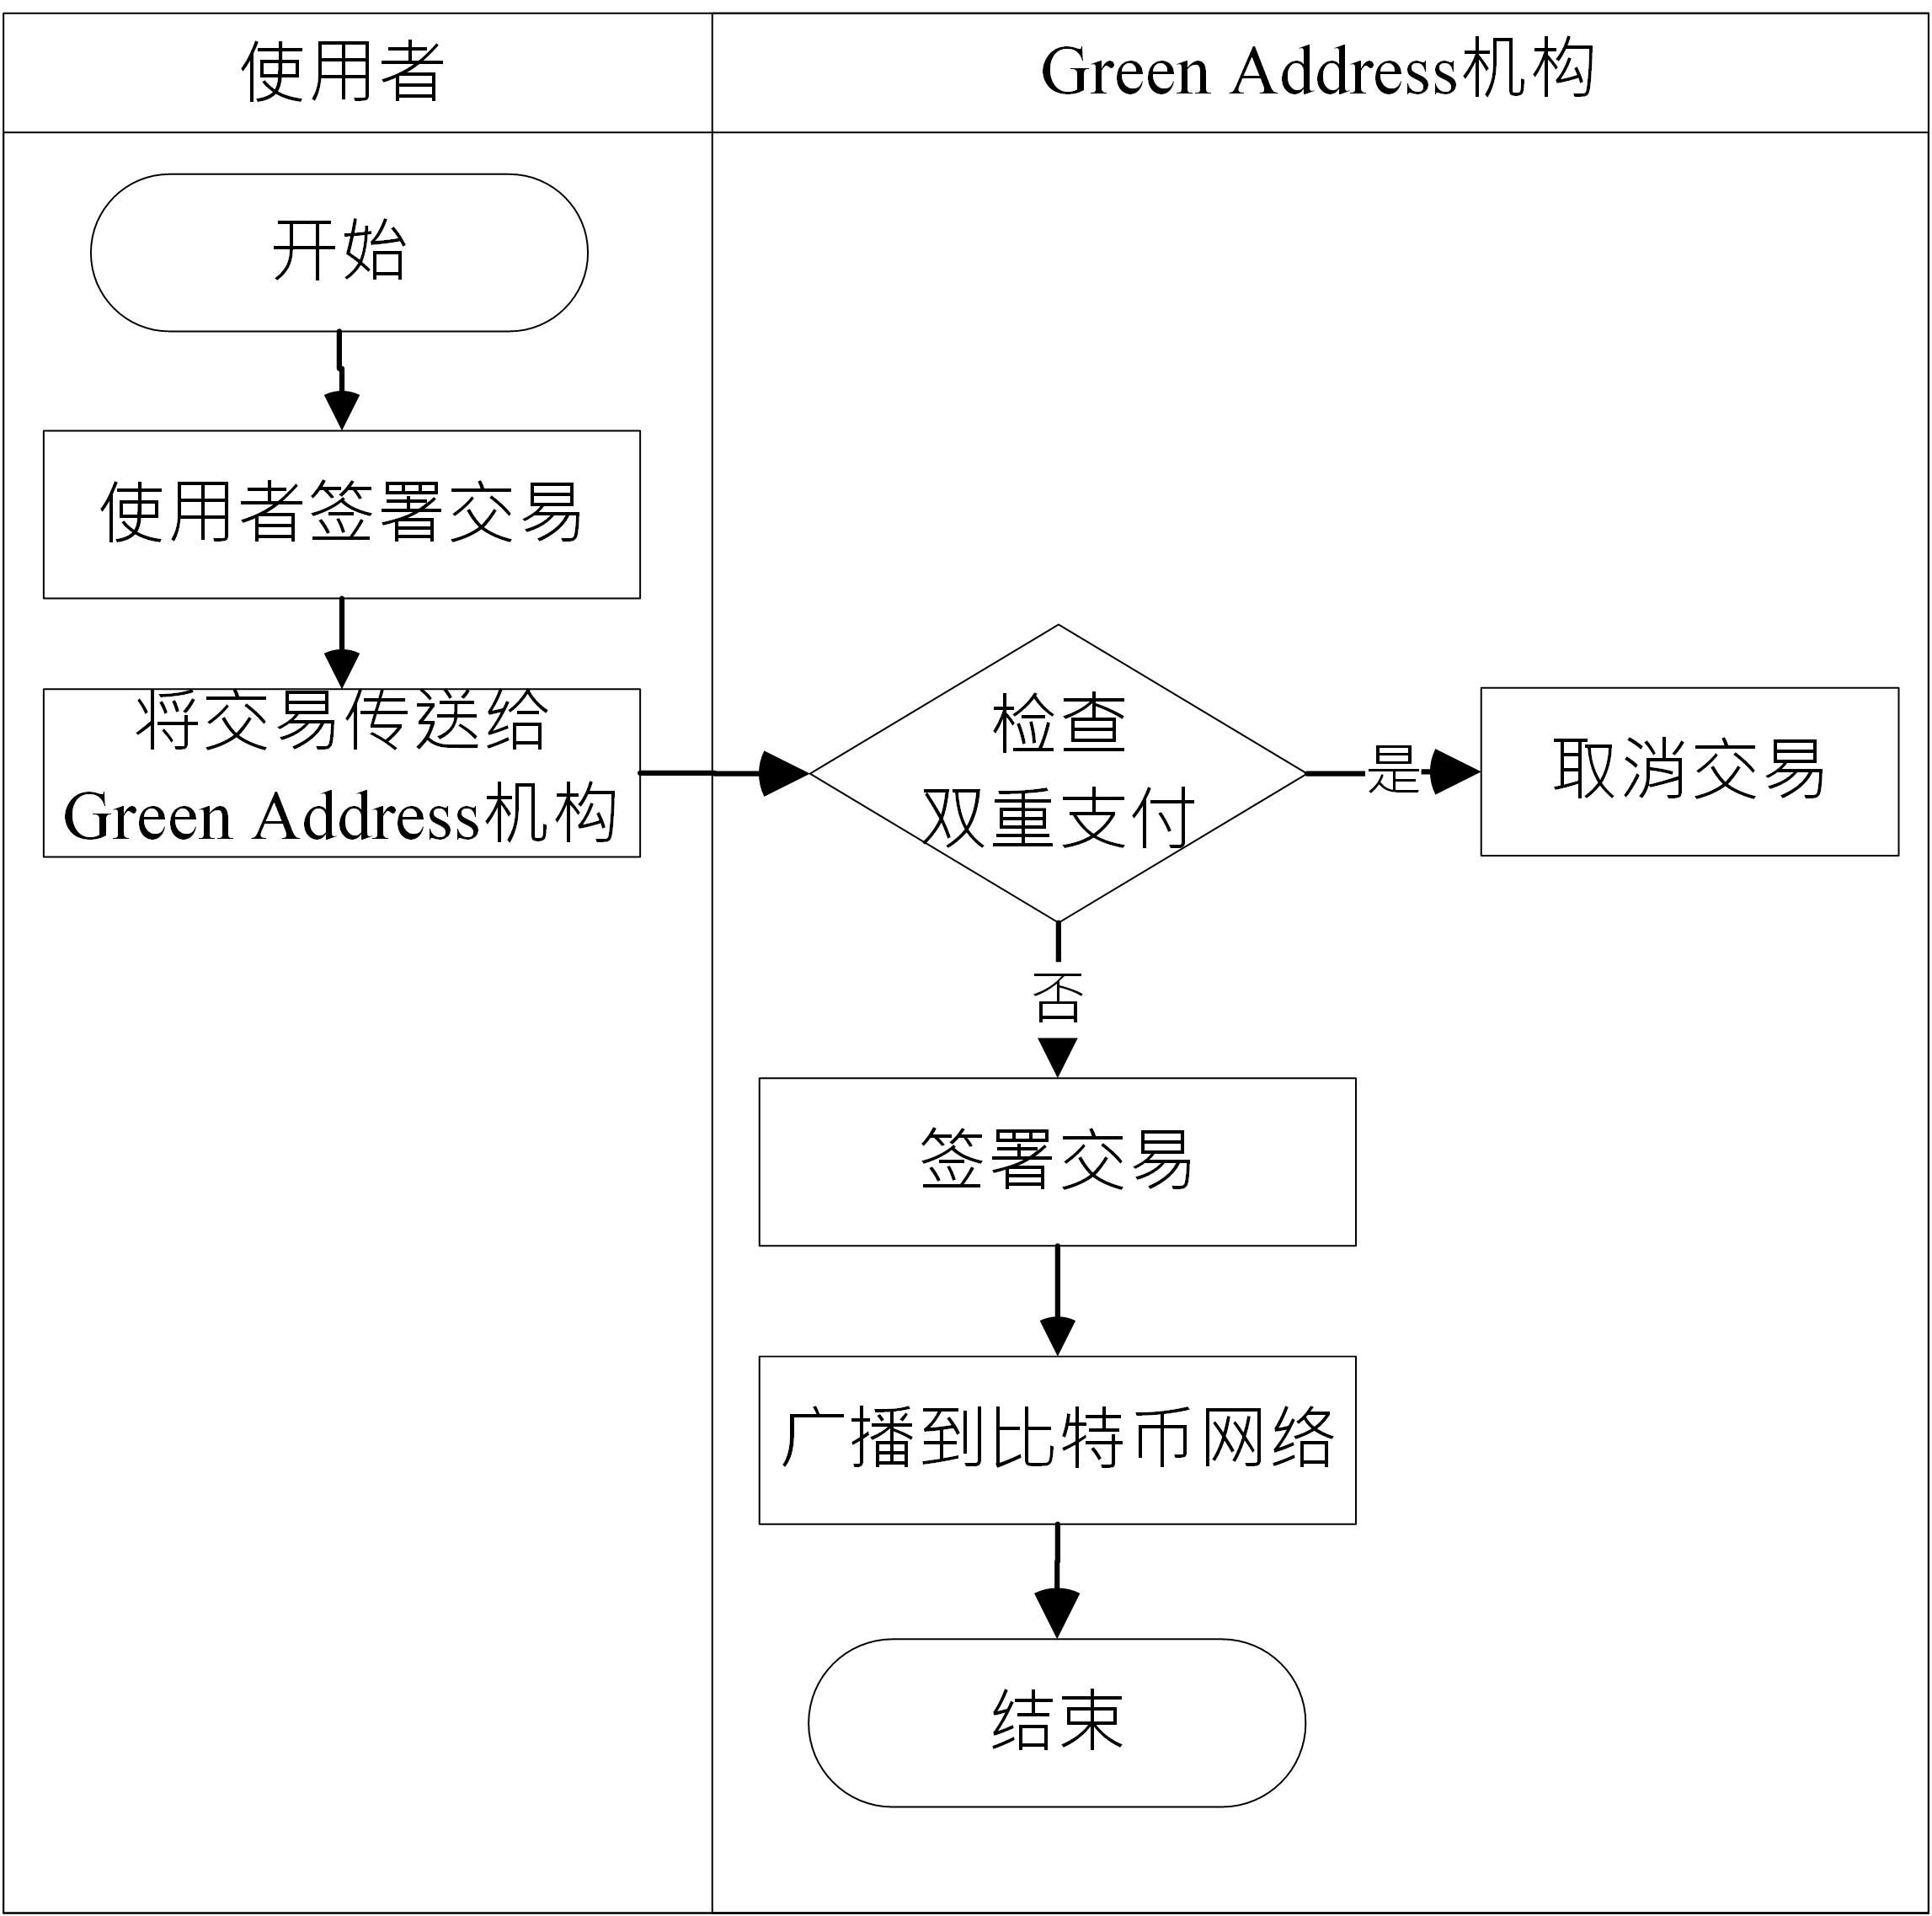 使用者
Green Address机构
开始
使用者签署交易
将交易传送给
Green Address机构
检查
双重支付
是
取消交易
否
签署交易
广播到比特币网络
结束